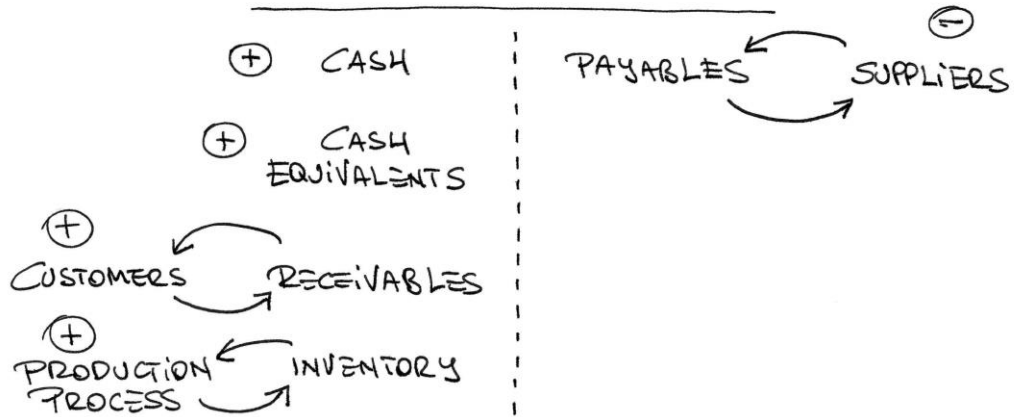 + CASH
+ CASH
EQUIVALENTS
+
CUSTOMERS RECEIVABLES
+
PRODUCTION INVENTORY
PROCESS
-
PAYABLES SUPPLIERS